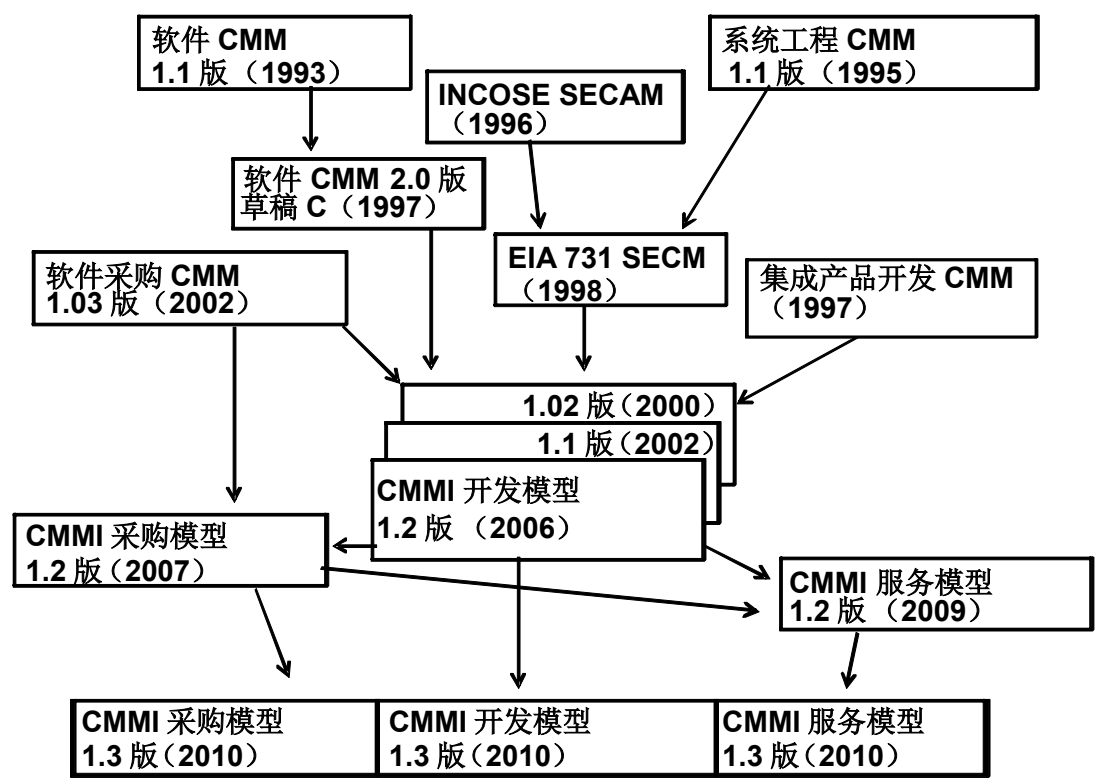 软件 CMM
1.1 版（1993）
系统工程 CMM
1.1 版（1995）
INCOSE SECAM
（1996）
软件 CMM 2.0 版
草稿 C（1997）
EIA 731 SECM
（1998）
软件采购 CMM
1.03 版（2002）
集成产品开发 CMM
（1997）
1.02 版（2000）
1.1 版（2002）
CMMI 开发模型
1.2 版（2006）
CMMI 采购模型
1.2 版（2007）
CMMI 服务模型
1.2 版（2009）
CMMI 采购模型
1.3 版（2010）
CMMI 开发模型
1.3 版（2010）
CMMI 服务模型
1.3 版（2010）